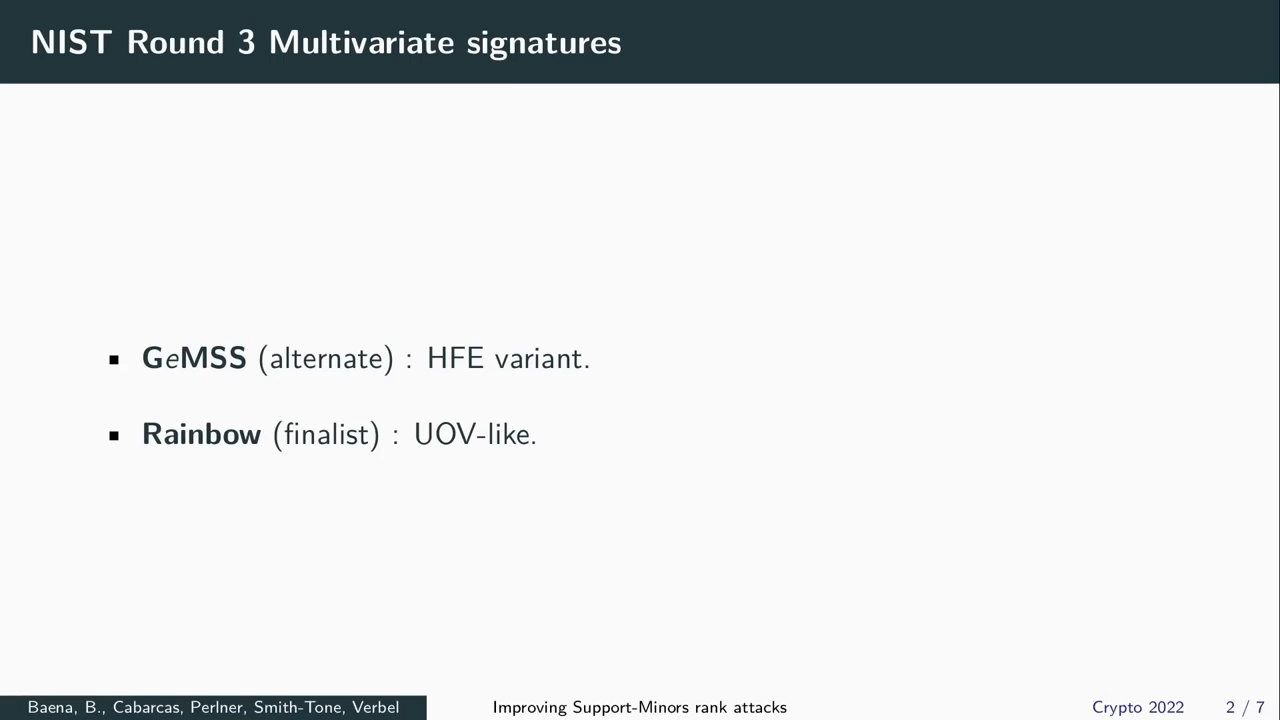 NIST Round 3 Multivariate signatures
▪ GeMSS (alternate) : HFE variant.
▪ Rainbow (finalist) : UOV-like.
Baena, B., Cabarcas, Perlner, Smith-Tone, Verbel Improving Support-Minors rank attacks Crypto 2022 2 / 7